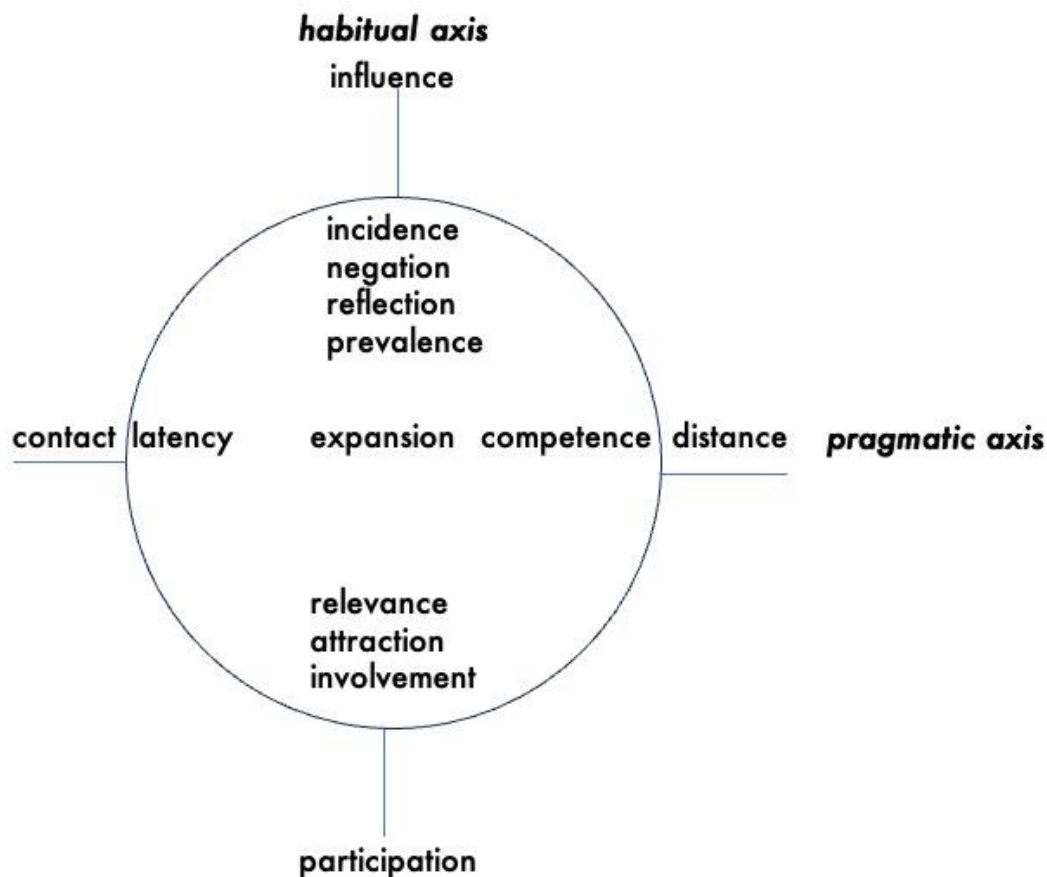 habitual axis
influence
incidence
negation
reflection
prevalence
contact latency expansion competence distance pragmatic axis
relevance
attraction
involvement
participation